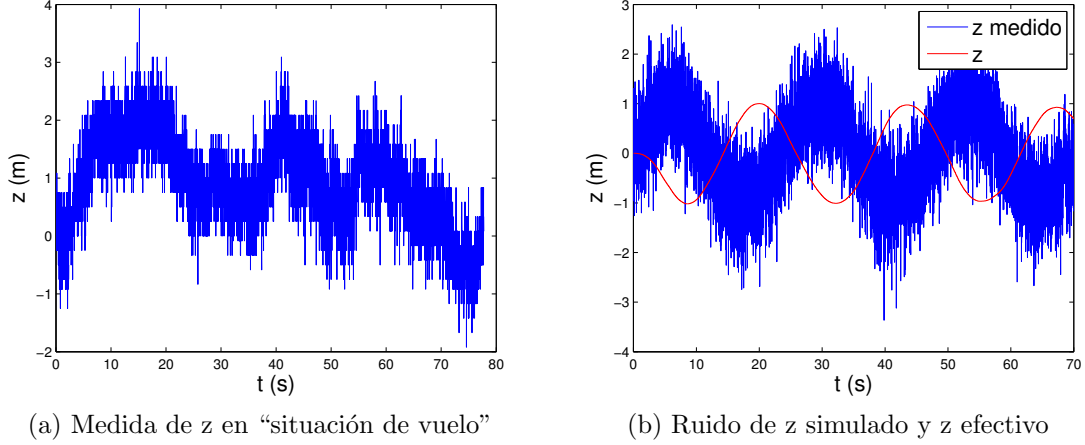 4
3
2
1
0
−1
−2
0 10 20 30 40 50 60 70 80
z (m)
t (s)
(a) Medida de z en “situación de vuelo”
3
2
1
0
−1
−2
−3
−4
0 10 20 30 40 50 60 70
z (m)
t (s)
z medido
z
(b) Ruido de z simulado y z efectivo